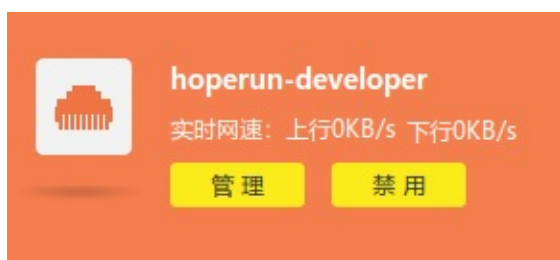 hoperun-developer
实时网速：上行0KB/s 下行0KB/s
管 理 禁 用